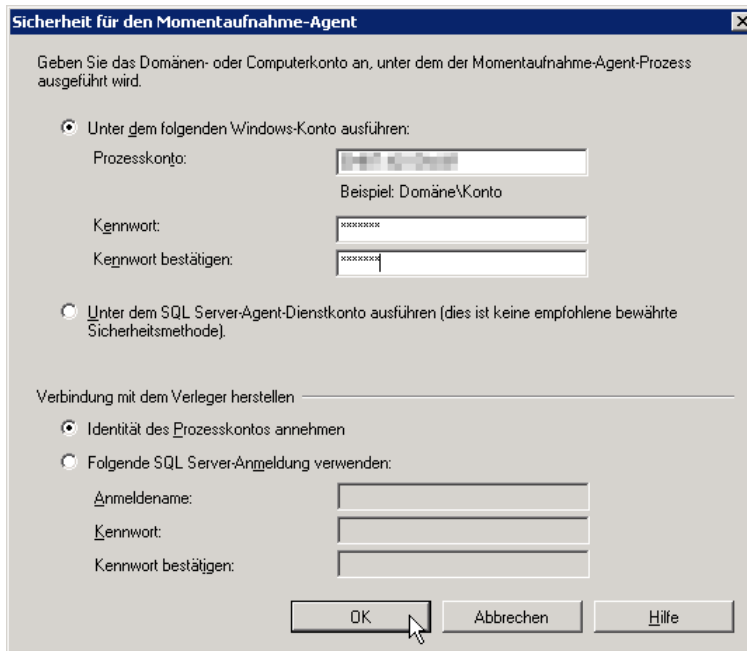 Sicherheit für den Momentaufnahme-Agent
Geben Sie das Domänen- oder Computerkonto an, unter dem der Momentaufnahme-Agent-Prozess
ausgeführt wird.
Unter dem folgenden Windows-Konto ausführen:
Prozesskonto:
Beispiel: Domäne\Konto
Kennwort: *******
Kennwort bestätigen: *******
Unter dem SQL Server-Agent-Dienstkonto ausführen (dies ist keine empfohlene bewährte
Sicherheitsmethode).
Verbindung mit dem Verleger herstellen
Identität des Prozesskontos annehmen
Folgende SQL Server-Anmeldung verwenden:
Anmeldename:
Kennwort:
Kennwort bestätigen:
OK Abbrechen Hilfe